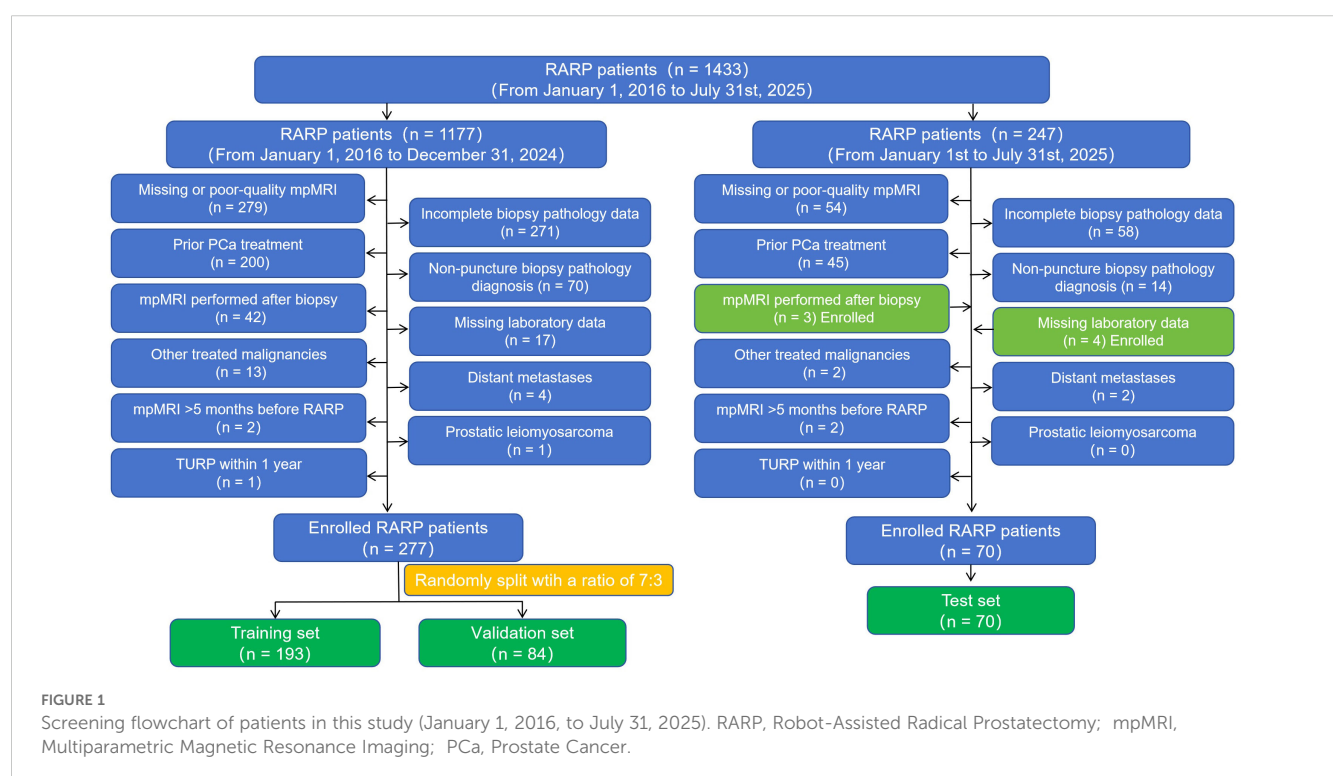 RARP patients (n = 1433)
(From January 1, 2016 to July 31st, 2025)
RARP patients (n = 1177)
(From January 1, 2016 to December 31, 2024)
Missing or poor-quality mpMRI
(n = 279)
Incomplete biopsy pathology data
(n = 271)
Prior PCa treatment
(n = 200)
Non-puncture biopsy pathology
diagnosis (n = 70)
mpMRI performed after biopsy
(n = 42)
Missing laboratory data
(n = 17)
Other treated malignancies
(n = 13)
Distant metastases
(n = 4)
mpMRI >5 months before RARP
(n = 2)
Prostatic leiomyosarcoma
(n = 1)
TURP within 1 year
(n = 1)
Enrolled RARP patients
(n = 277)
Randomly split wtih a ratio of 7:3
Training set
(n = 193)
Validation set
(n = 84)
RARP patients (n = 247)
(From January 1st to July 31st, 2025)
Missing or poor-quality mpMRI
(n = 54)
Incomplete biopsy pathology data
(n = 58)
Prior PCa treatment
(n = 45)
Non-puncture biopsy pathology
diagnosis (n = 14)
mpMRI performed after biopsy
(n = 3) Enrolled
Missing laboratory data
(n = 4) Enrolled
Other treated malignancies
(n = 2)
Distant metastases
(n = 2)
mpMRI >5 months before RARP
(n = 2)
Prostatic leiomyosarcoma
(n = 0)
TURP within 1 year
(n = 0)
Enrolled RARP patients
(n = 70)
Test set
(n = 70)
FIGURE 1
Screening flowchart of patients in this study (January 1, 2016, to July 31, 2025). RARP, Robot-Assisted Radical Prostatectomy; mpMRI,
Multiparametric Magnetic Resonance Imaging; PCa, Prostate Cancer.